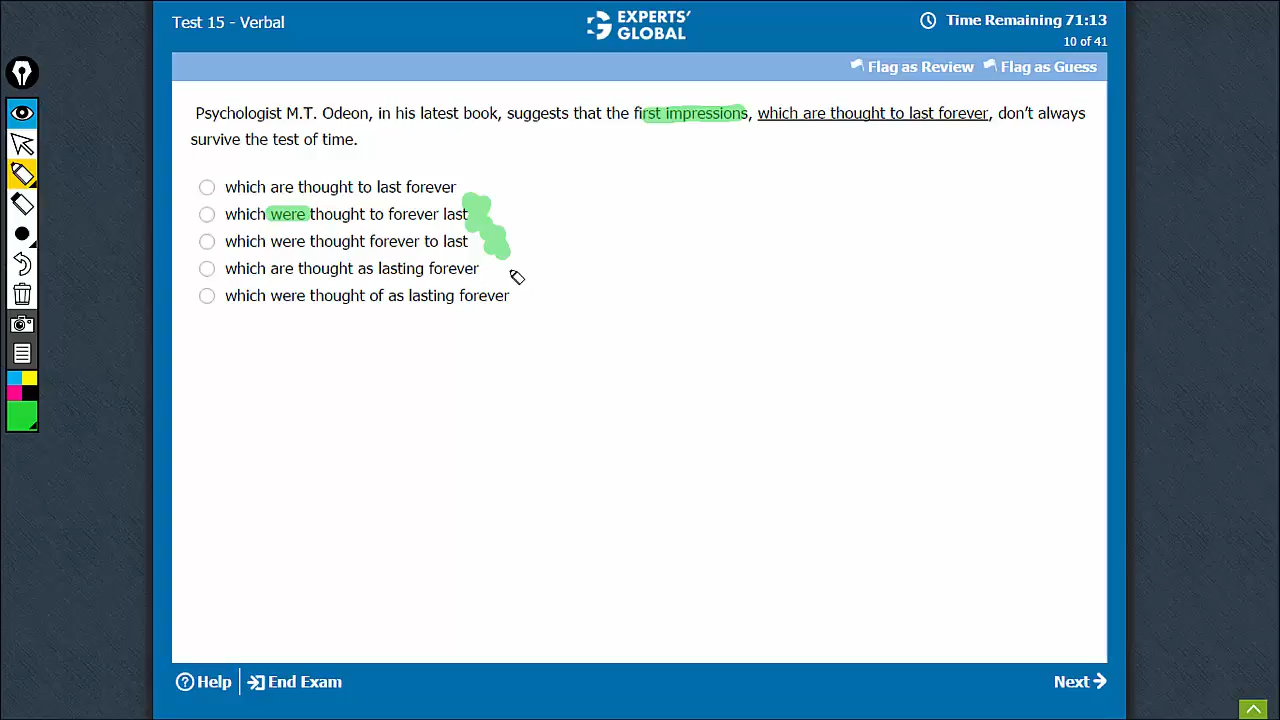 Test 15 - Verbal
EXPERTS'
GLOBAL
Time Remaining 71:13
10 of 41
Flag as Review
Flag as Guess
Psychologist M.T. Odeon, in his latest book, suggests that the first impressions, which are thought to last forever, don't always
survive the test of time.
which are thought to last forever
which were thought to forever last
which were thought forever to last
which are thought as lasting forever
which were thought of as lasting forever
Help
End Exam
Next